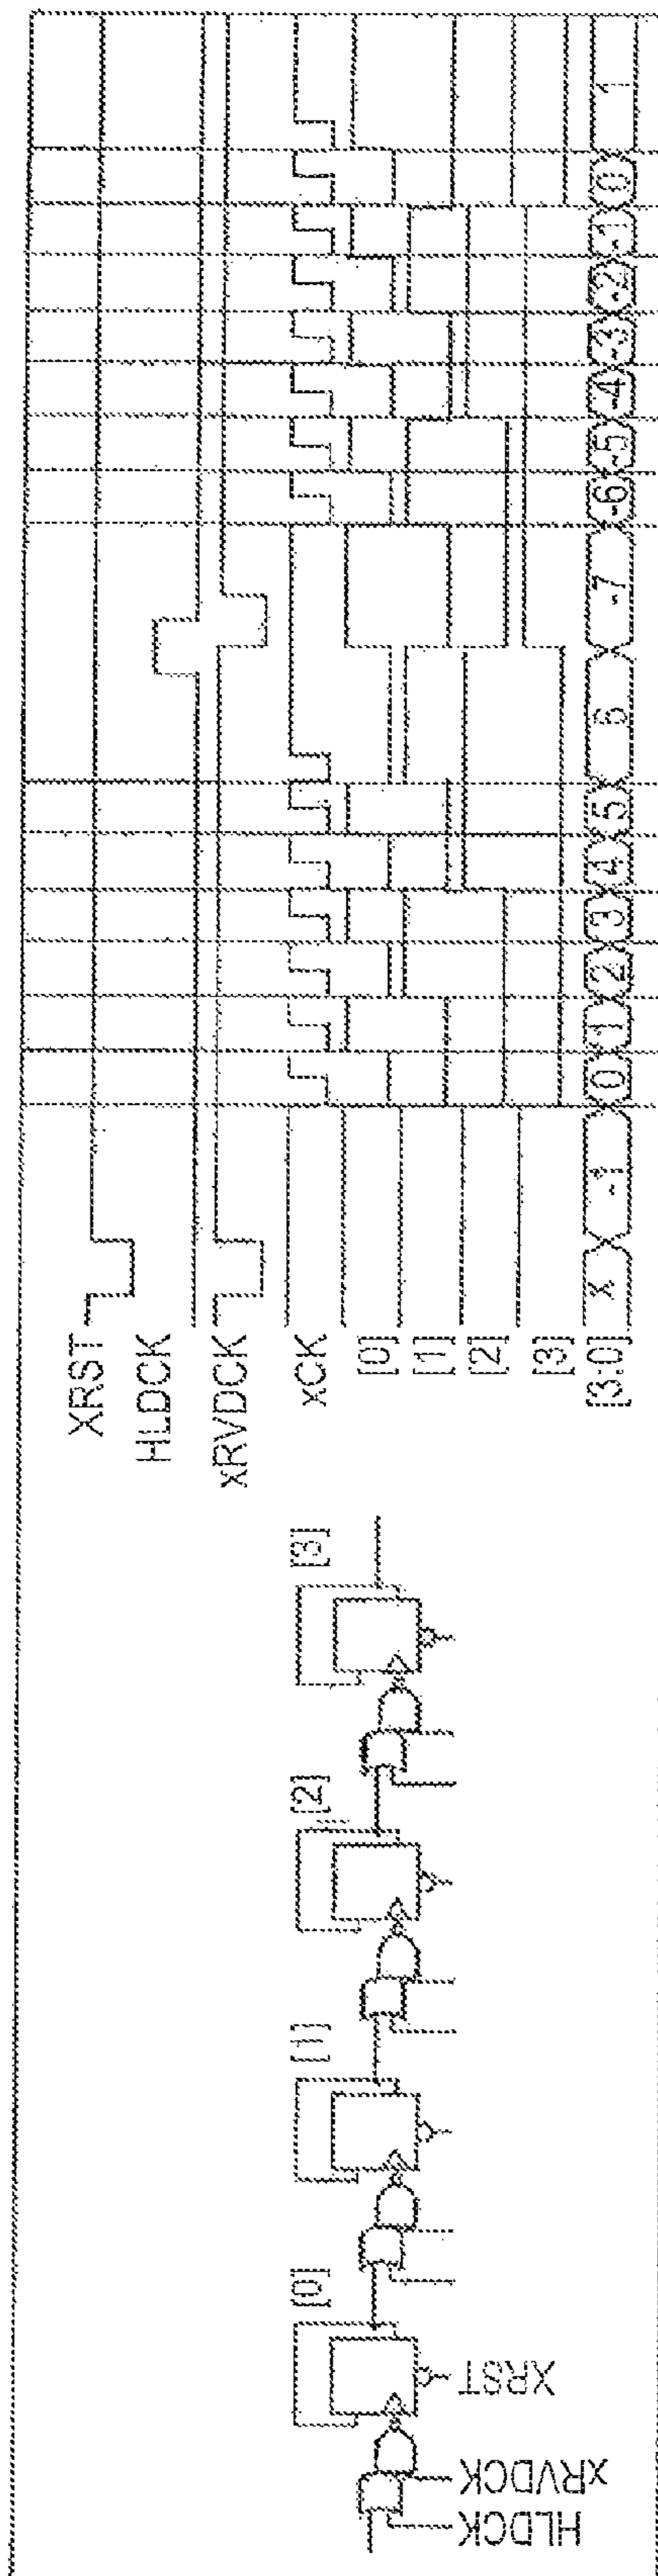 [0] [1] [2] [3]
HLDCK xRVDCK XRST
XRST
HLDCK
xRVDCK
xCK
[0]
[1]
[2]
[3]
[3:0] x -1 0 1 2 3 4 5 6 -7 -6 -5 -4 -3 -2 -1 0 1